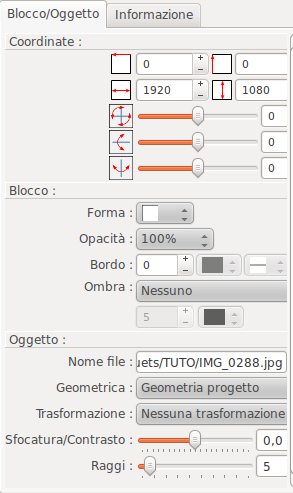 Blocco/Oggetto Informazione
Coordinate :
0 0
1920 1080
0
0
0
Blocco :
Forma :
Opacità : 100%
Bordo : 0
Ombra : Nessuno
5
Oggetto :
Nome file : uets/TUTO/IMG_0288.jpg
Geometrica : Geometria progetto
Trasformazione : Nessuna trasformazione
Sfocatura/Contrasto : 0,0
Raggi : 5